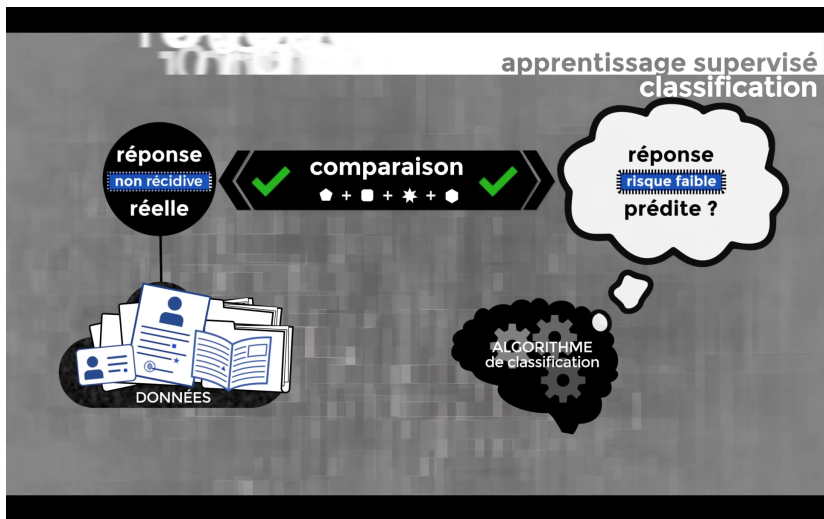 apprentissage supervisé
classification
réponse
non récidive
réelle
comparaison
+ + +
réponse
risque faible
prédite ?
ALGORITHME
de classification
DONNÉES